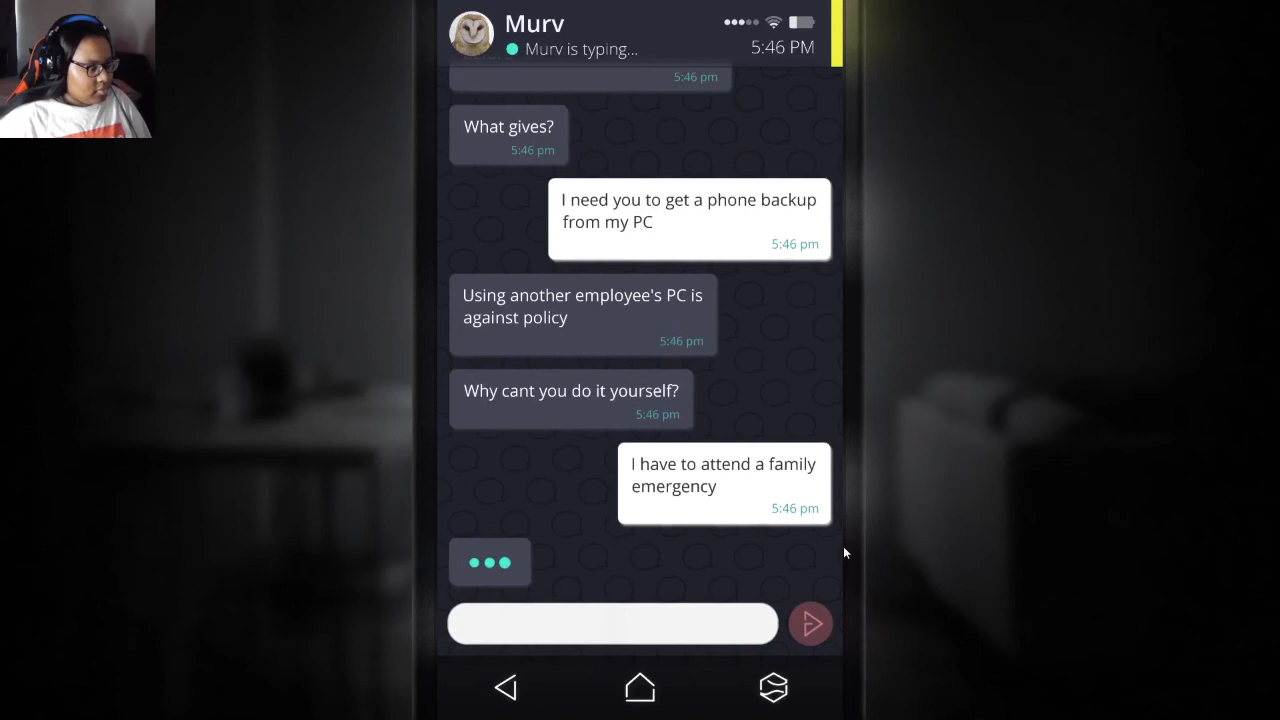 Murv
Murv is typing...
5:46 PM
5:46 pm
What gives?
5:46 pm
I need you to get a phone backup
from my PC
5:46 pm
Using another employee's PC is
against policy
5:46 pm
Why cant you do it yourself?
5:46 pm
I have to attend a family
emergency
5:46 pm